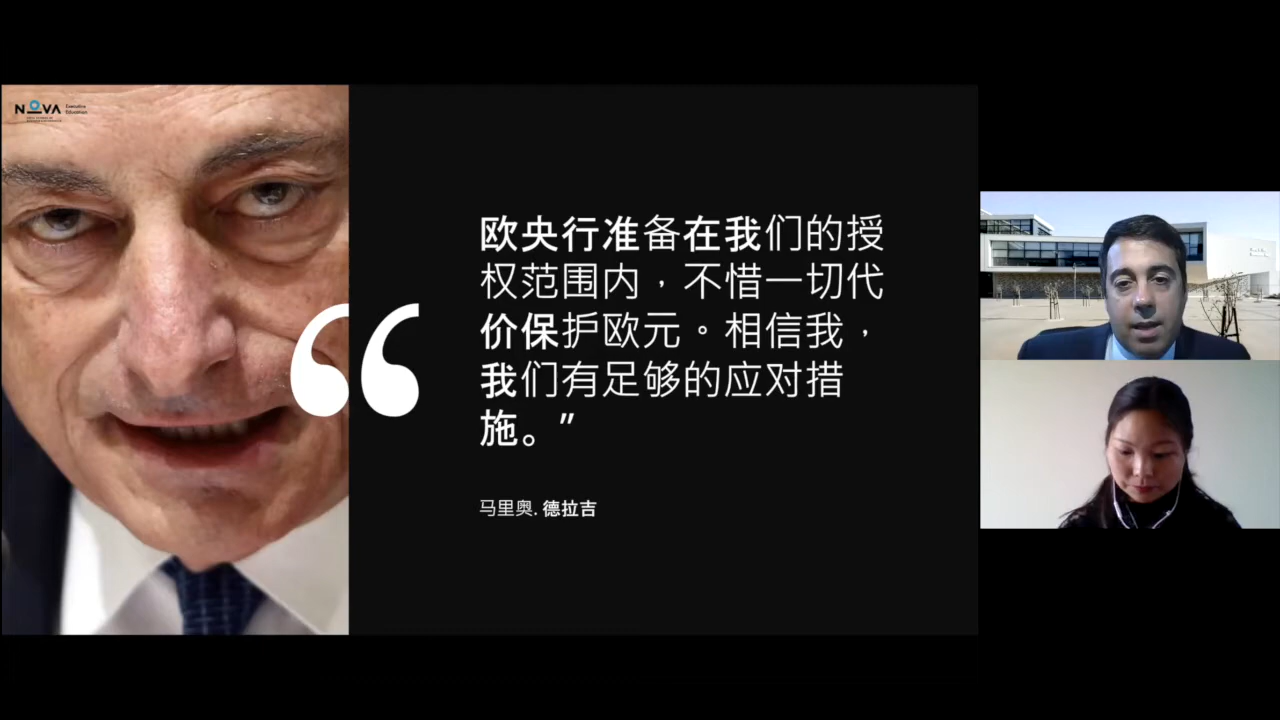 NOVA Executive Education
欧央行准备在我们的授
权范围内，不惜一切代
价保护欧元。相信我，
我们有足够的应对措
施。”
马里奥. 德拉吉